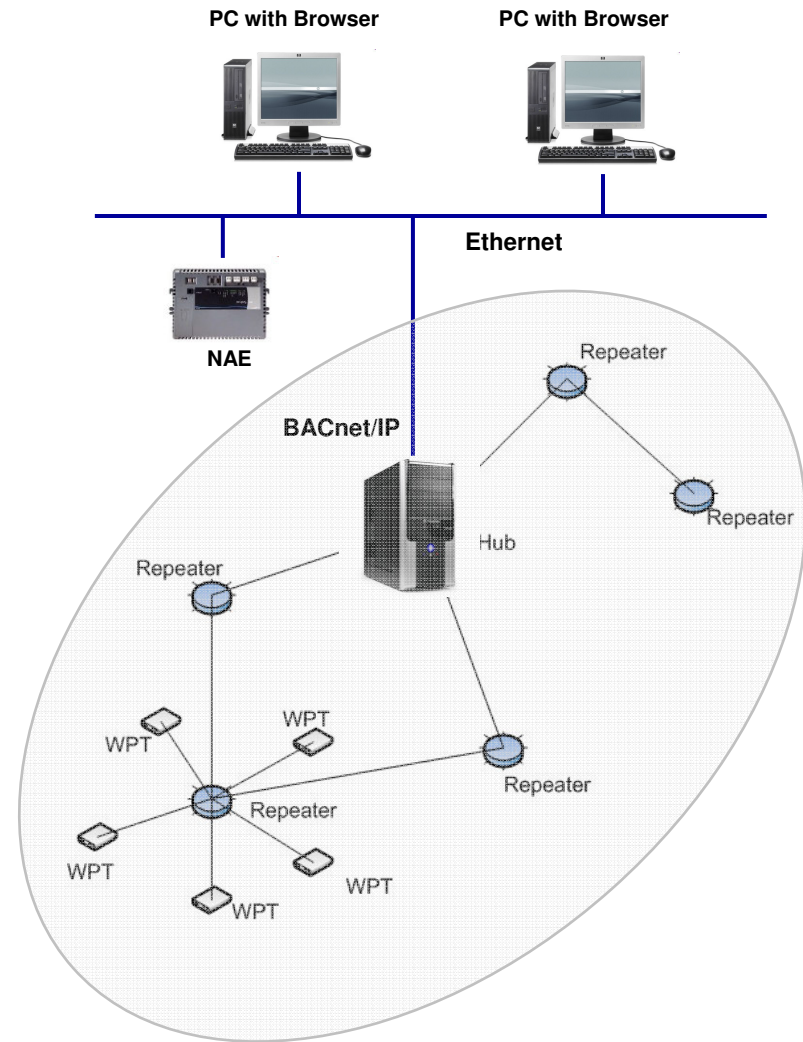 PC with Browser
PC with Browser
Ethernet
NAE
Repeater
BACnet/IP
Repeater
Hub
Repeater
WPT
WPT
Repeater
Repeater
WPT
WPT
WPT